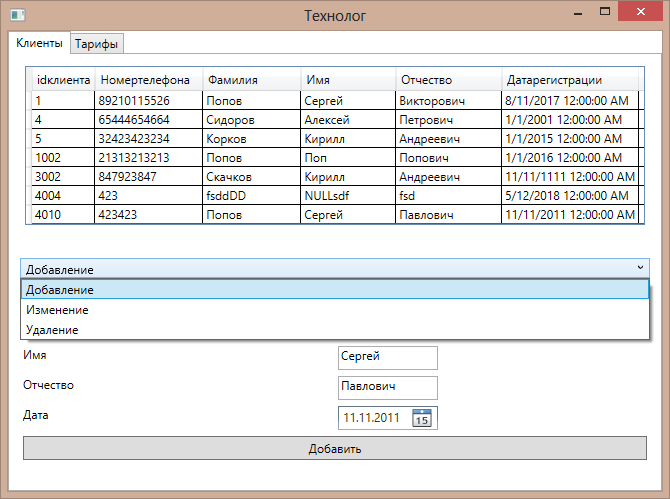 Технолог
Клиенты Тарифы
idклиента Номертелефона Фамилия Имя Отчество Датарегистрации
1 89210115526 Попов Сергей Викторович 8/11/2017 12:00:00 AM
4 65444654664 Сидоров Алексей Петрович 1/1/2001 12:00:00 AM
5 32423423234 Корков Кирилл Андреевич 1/1/2015 12:00:00 AM
1002 21313213213 Попов Поп Попович 1/1/2016 12:00:00 AM
3002 847923847 Скачков Кирилл Андреевич 11/11/1111 12:00:00 AM
4004 423 fsddDD NULLsdf fsd 5/12/2018 12:00:00 AM
4010 423423 Попов Сергей Павлович 11/11/2011 12:00:00 AM
Добавление
Добавление
Изменение
Удаление
Имя Сергей
Отчество Павлович
Дата 11.11.2011 15
Добавить